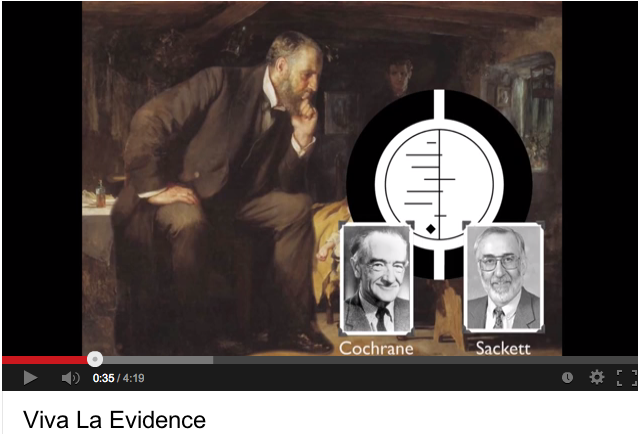 Cochrane Sackett
0:35 / 4:19
Viva La Evidence